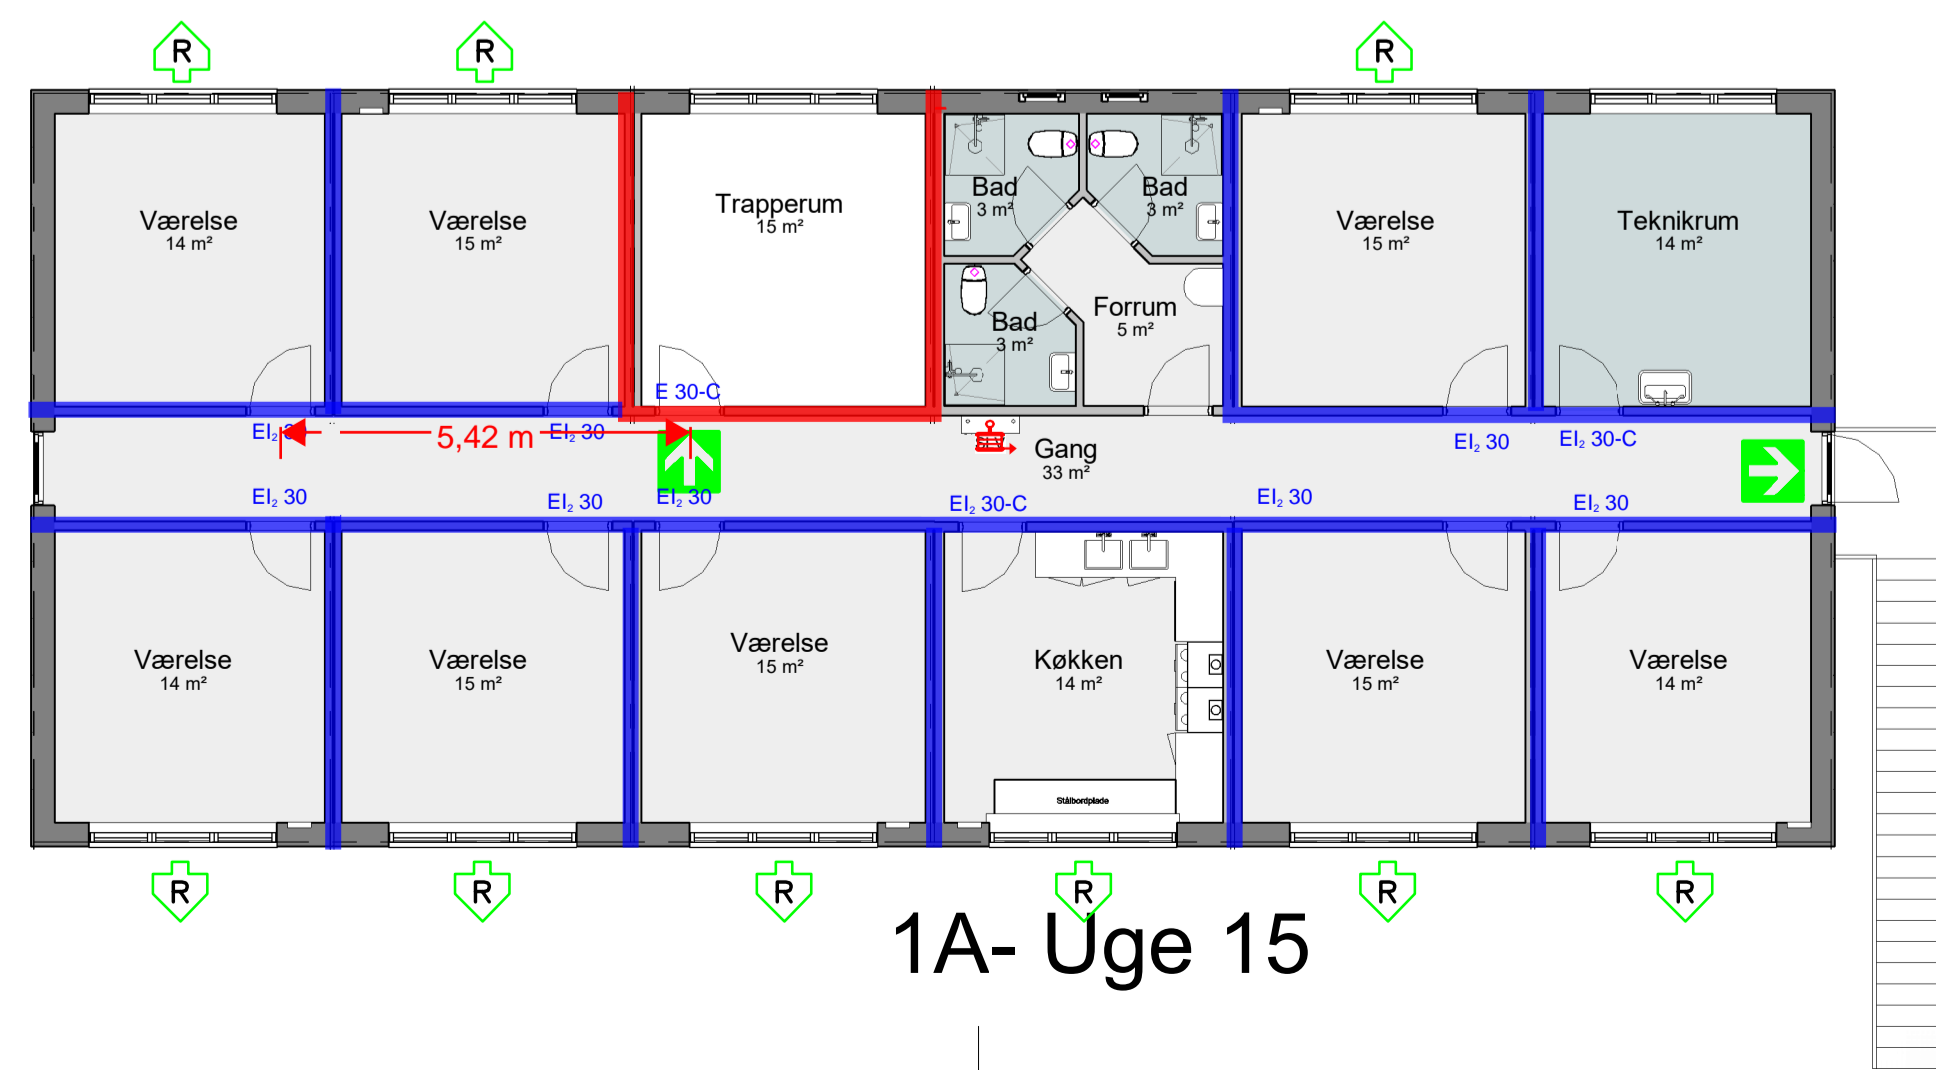 R
R
R
Værelse
14 m²
Værelse
15 m²
Trapperum
15 m²
Bad
3 m²
Bad
3 m²
Værelse
15 m²
Teknikrum
14 m²
Bad
3 m²
Forrum
5 m²
E 30-C
EI₂ 30
5,42 m
EI₂ 30
Gang
33 m²
EI₂ 30
EI₂ 30-C
EI₂ 30
EI₂ 30
EI₂ 30
EI₂ 30-C
EI₂ 30
EI₂ 30
Værelse
14 m²
Værelse
15 m²
Værelse
15 m²
Køkken
14 m²
Værelse
15 m²
Værelse
14 m²
Stålbordplade
R
R
R
R
R
R
1A- Uge 15